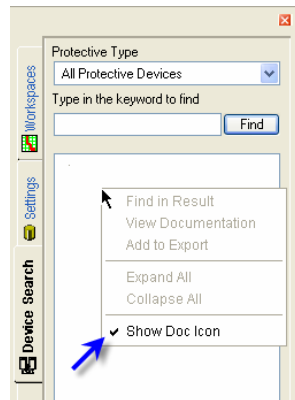 Protective Type
All Protective Devices
Type in the keyword to find
Find
Workspaces
Settings
Device Search
Find in Result
View Documentation
Add to Export
Expand All
Collapse All
Show Doc Icon